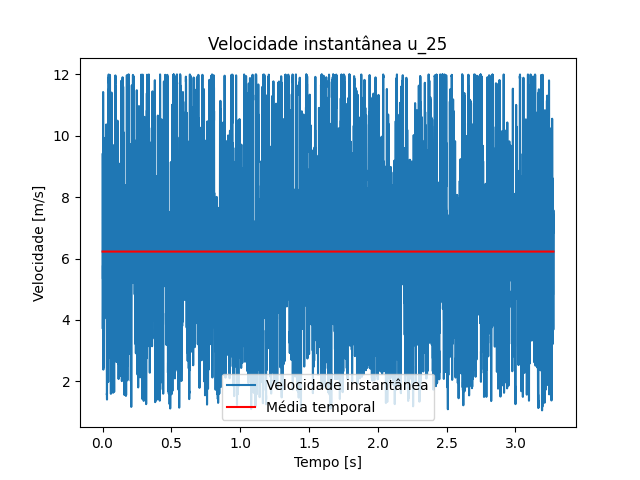 Velocidade instantânea u_25
Velocidade [m/s]
12
10
8
6
4
2
Velocidade instantânea
Média temporal
0.0 0.5 1.0 1.5 2.0 2.5 3.0
Tempo [s]